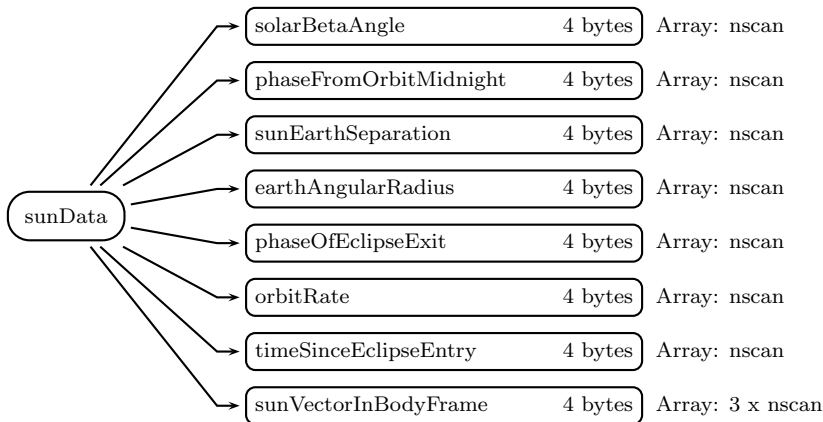 solarBetaAngle 4 bytes Array: nscan
phaseFromOrbitMidnight 4 bytes Array: nscan
sunEarthSeparation 4 bytes Array: nscan
earthAngularRadius 4 bytes Array: nscan
sunData
phaseOfEclipseExit 4 bytes Array: nscan
orbitRate 4 bytes Array: nscan
timeSinceEclipseEntry 4 bytes Array: nscan
sunVectorInBodyFrame 4 bytes Array: 3 x nscan